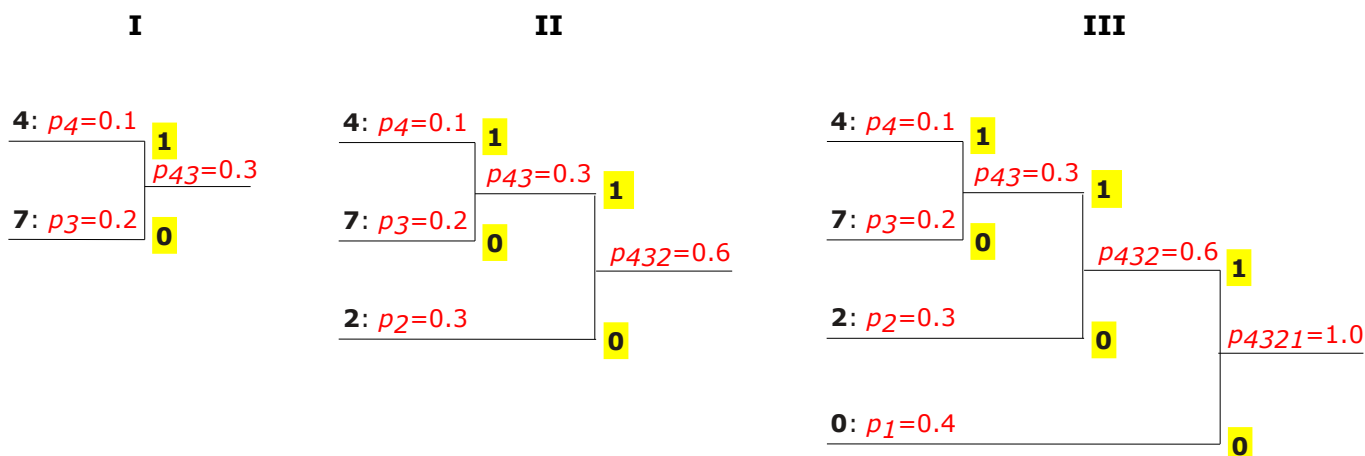 I
4: p4=0.1
1
p43=0.3
7: p3=0.2
0
II
4: p4=0.1
1
p43=0.3
1
7: p3=0.2
0
p432=0.6
2: p2=0.3
0
III
4: p4=0.1
1
p43=0.3
1
7: p3=0.2
0
p432=0.6
1
2: p2=0.3
0
p4321=1.0
0: p1=0.4
0